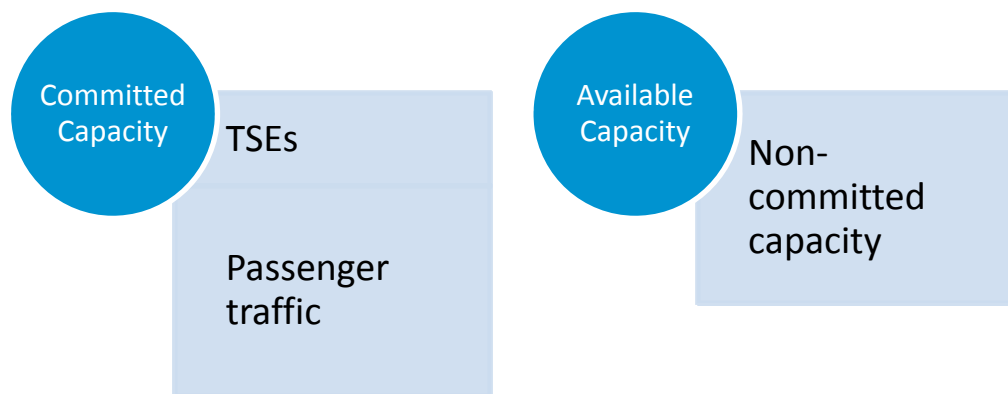 Committed
Capacity
TSEs
Passenger
traffic
Available
Capacity
Non-
committed
capacity